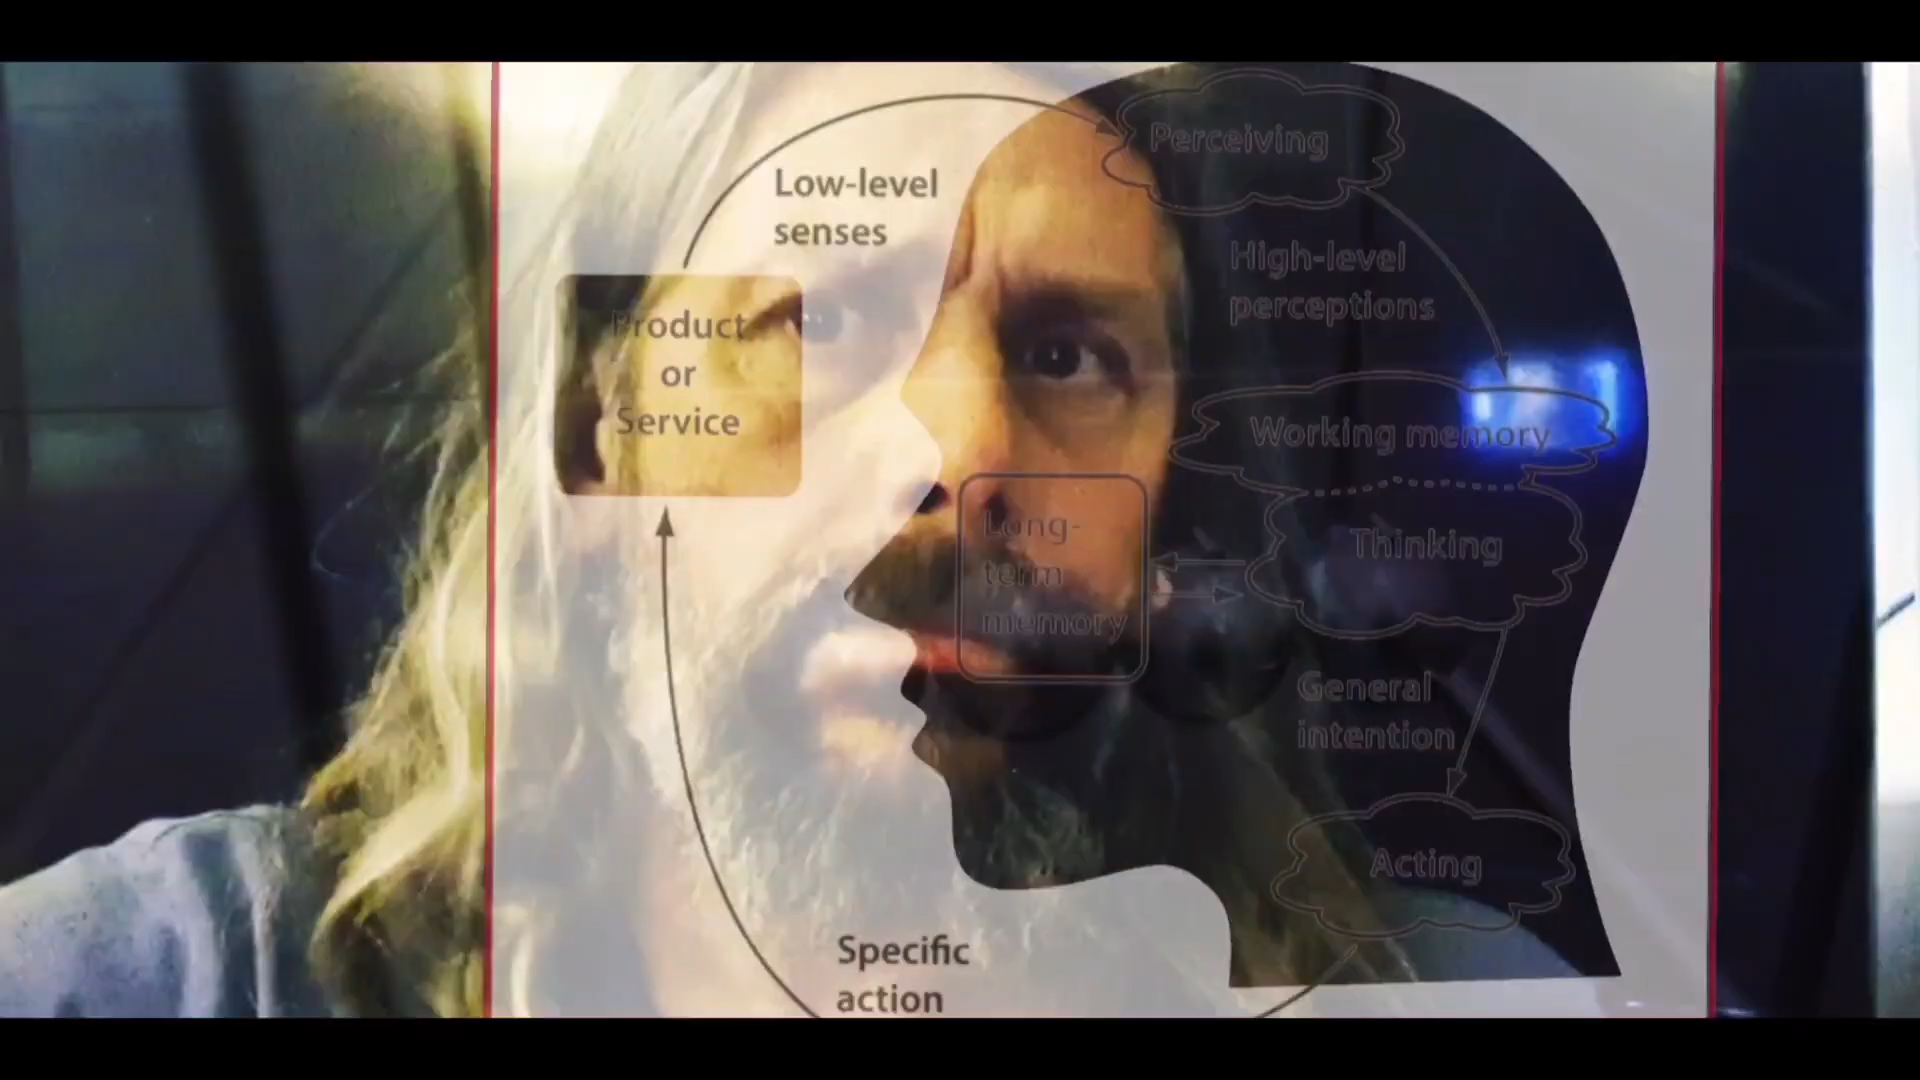 Perceiving
Low-level
senses
High-level
perceptions
Product
or
Service
Working memory
Long-
term
memory
Thinking
General
intention
Acting
Specific
action